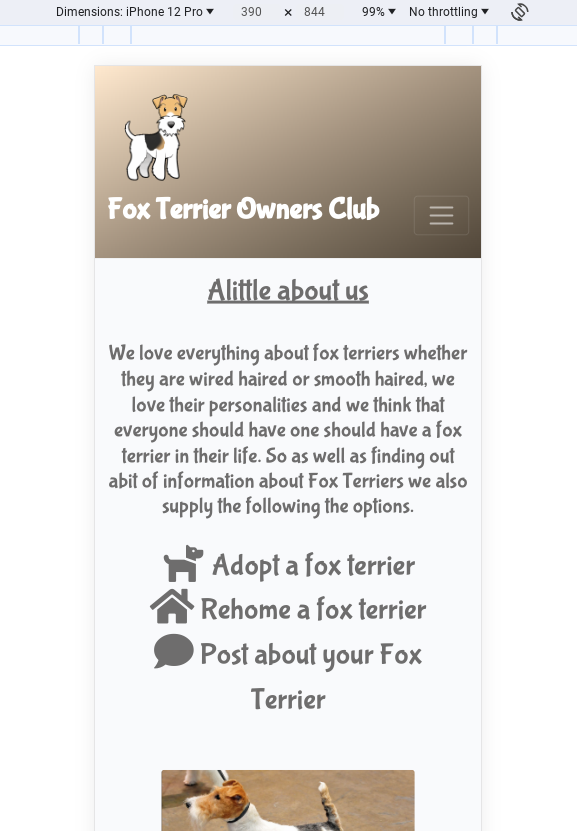 Dimensions: iPhone 12 Pro 390 × 844 99% No throttling
Fox Terrier Owners Club
Alittle about us
We love everything about fox terriers whether
they are wired haired or smooth haired, we
love their personalities and we think that
everyone should have one should have a fox
terrier in their life. So as well as finding out
abit of information about Fox Terriers we also
supply the following the options.
Adopt a fox terrier
Rehome a fox terrier
Post about your Fox
Terrier